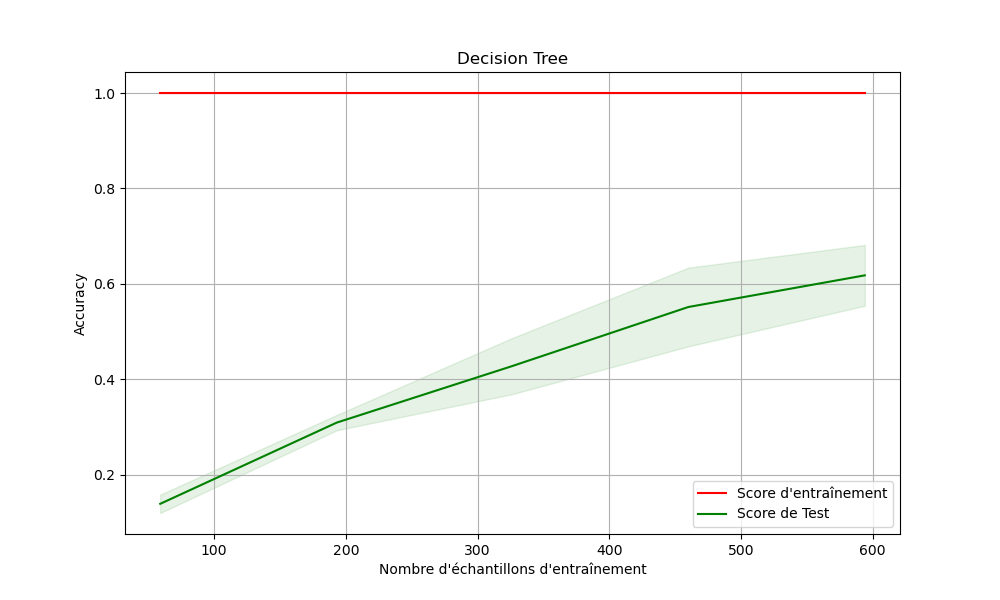 Decision Tree
1.0
0.8
0.6
0.4
0.2
Accuracy
Score d'entraînement
Score de Test
100 200 300 400 500 600
Nombre d'échantillons d'entraînement